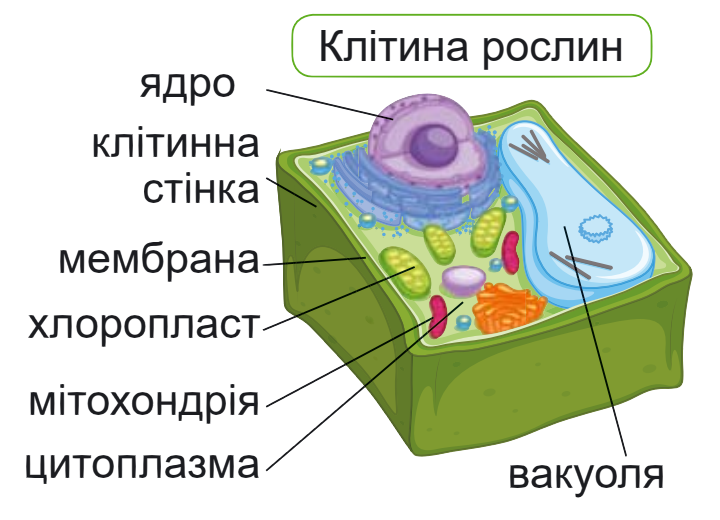 Клітина рослин
ядро
клітинна
стінка
мембрана
хлоропласт
мітохондрія
цитоплазма
вакуоля